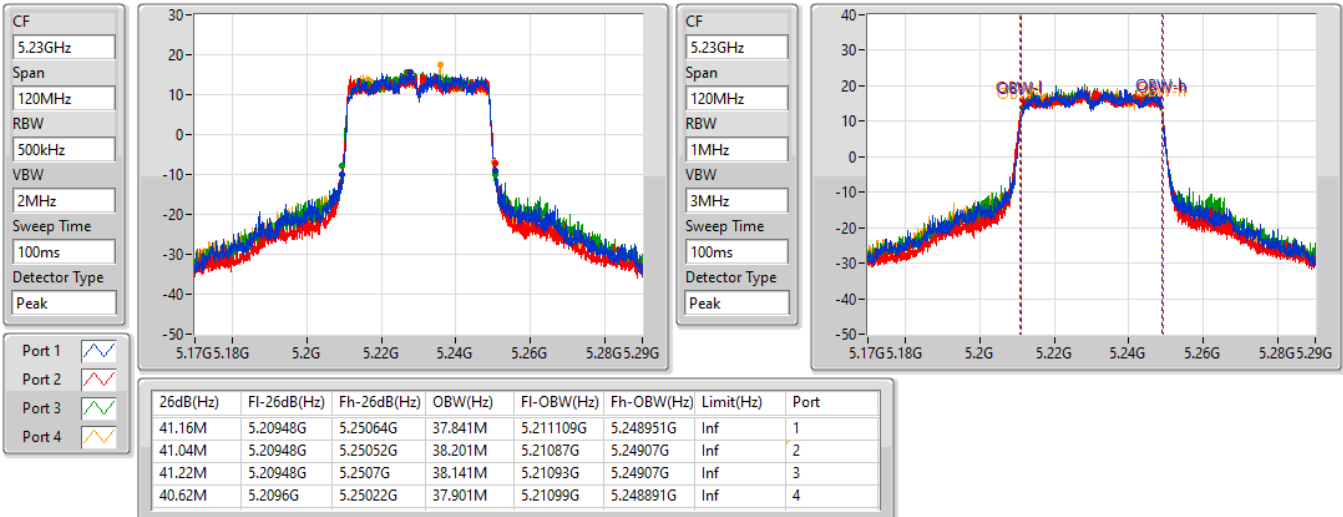 CF
5.23GHz
Span
120MHz
RBW
500kHz
VBW
2MHz
Sweep Time
100ms
Detector Type
Peak
30
20
10
0
-10
-20
-30
-40
-50
5.17G 5.18G 5.2G 5.22G 5.24G 5.26G 5.28G 5.29G
CF
5.23GHz
Span
120MHz
RBW
1MHz
VBW
3MHz
Sweep Time
100ms
Detector Type
Peak
40
30
20
10
0
-10
-20
-30
-40
-50
OBW-l OBW-h
5.17G 5.18G 5.2G 5.22G 5.24G 5.26G 5.28G 5.29G
Port 1
Port 2
Port 3
Port 4
26dB(Hz) Fl-26dB(Hz) Fh-26dB(Hz) OBW(Hz) Fl-OBW(Hz) Fh-OBW(Hz) Limit(Hz) Port
41.16M 5.20948G 5.25064G 37.841M 5.211109G 5.248951G Inf 1
41.04M 5.20948G 5.25052G 38.201M 5.21087G 5.24907G Inf 2
41.22M 5.20948G 5.2507G 38.141M 5.21093G 5.24907G Inf 3
40.62M 5.2096G 5.25022G 37.901M 5.21099G 5.248891G Inf 4